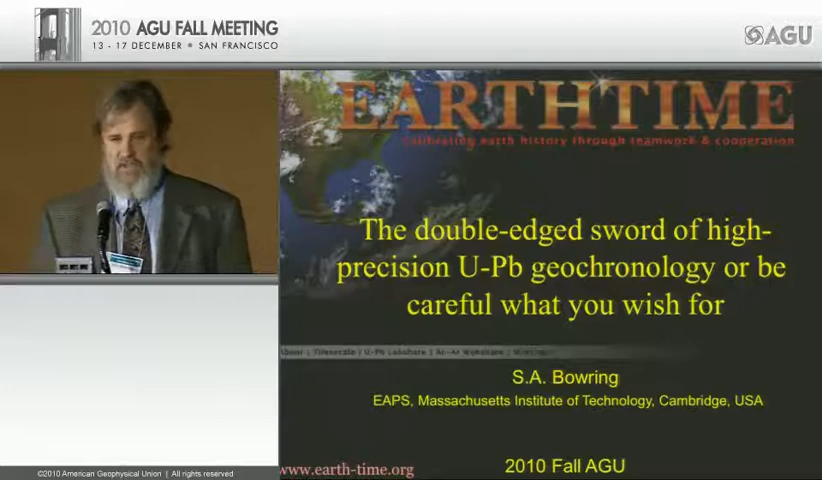 2010 AGU FALL MEETING
13 - 17 DECEMBER • SAN FRANCISCO
AGU
EARTHTIME
Calibrating earth history through teamwork & cooperation
The double-edged sword of high-
precision U-Pb geochronology or be
careful what you wish for
S.A. Bowring
EAPS, Massachusetts Institute of Technology, Cambridge, USA
www.earth-time.org
2010 Fall AGU
©2010 American Geophysical Union | All rights reserved